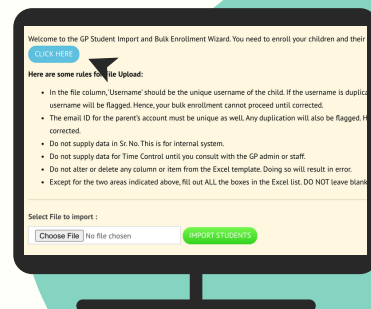 Welcome to the GP Student Import and Bulk Enrollment Wizard. You need to enroll your children and their
CLICK HERE
Here are some rules for File Upload:
In the file column, 'Username' should be the unique username of the child. If the username is duplica
username will be flagged. Hence, your bulk enrollment cannot proceed until corrected.
The email ID for the parent's account must be unique as well. Any duplication will also be flagged. H
corrected.
Do not supply data in Sr. No. This is for internal system.
Do not supply data for Time Control until you consult with the GP admin or staff.
Do not alter or delete any column or item from the Excel template. Doing so will result in error.
Except for the two areas indicated above, fill out ALL the boxes in the Excel list. DO NOT leave blank
Select File to import :
Choose File No file chosen IMPORT STUDENTS